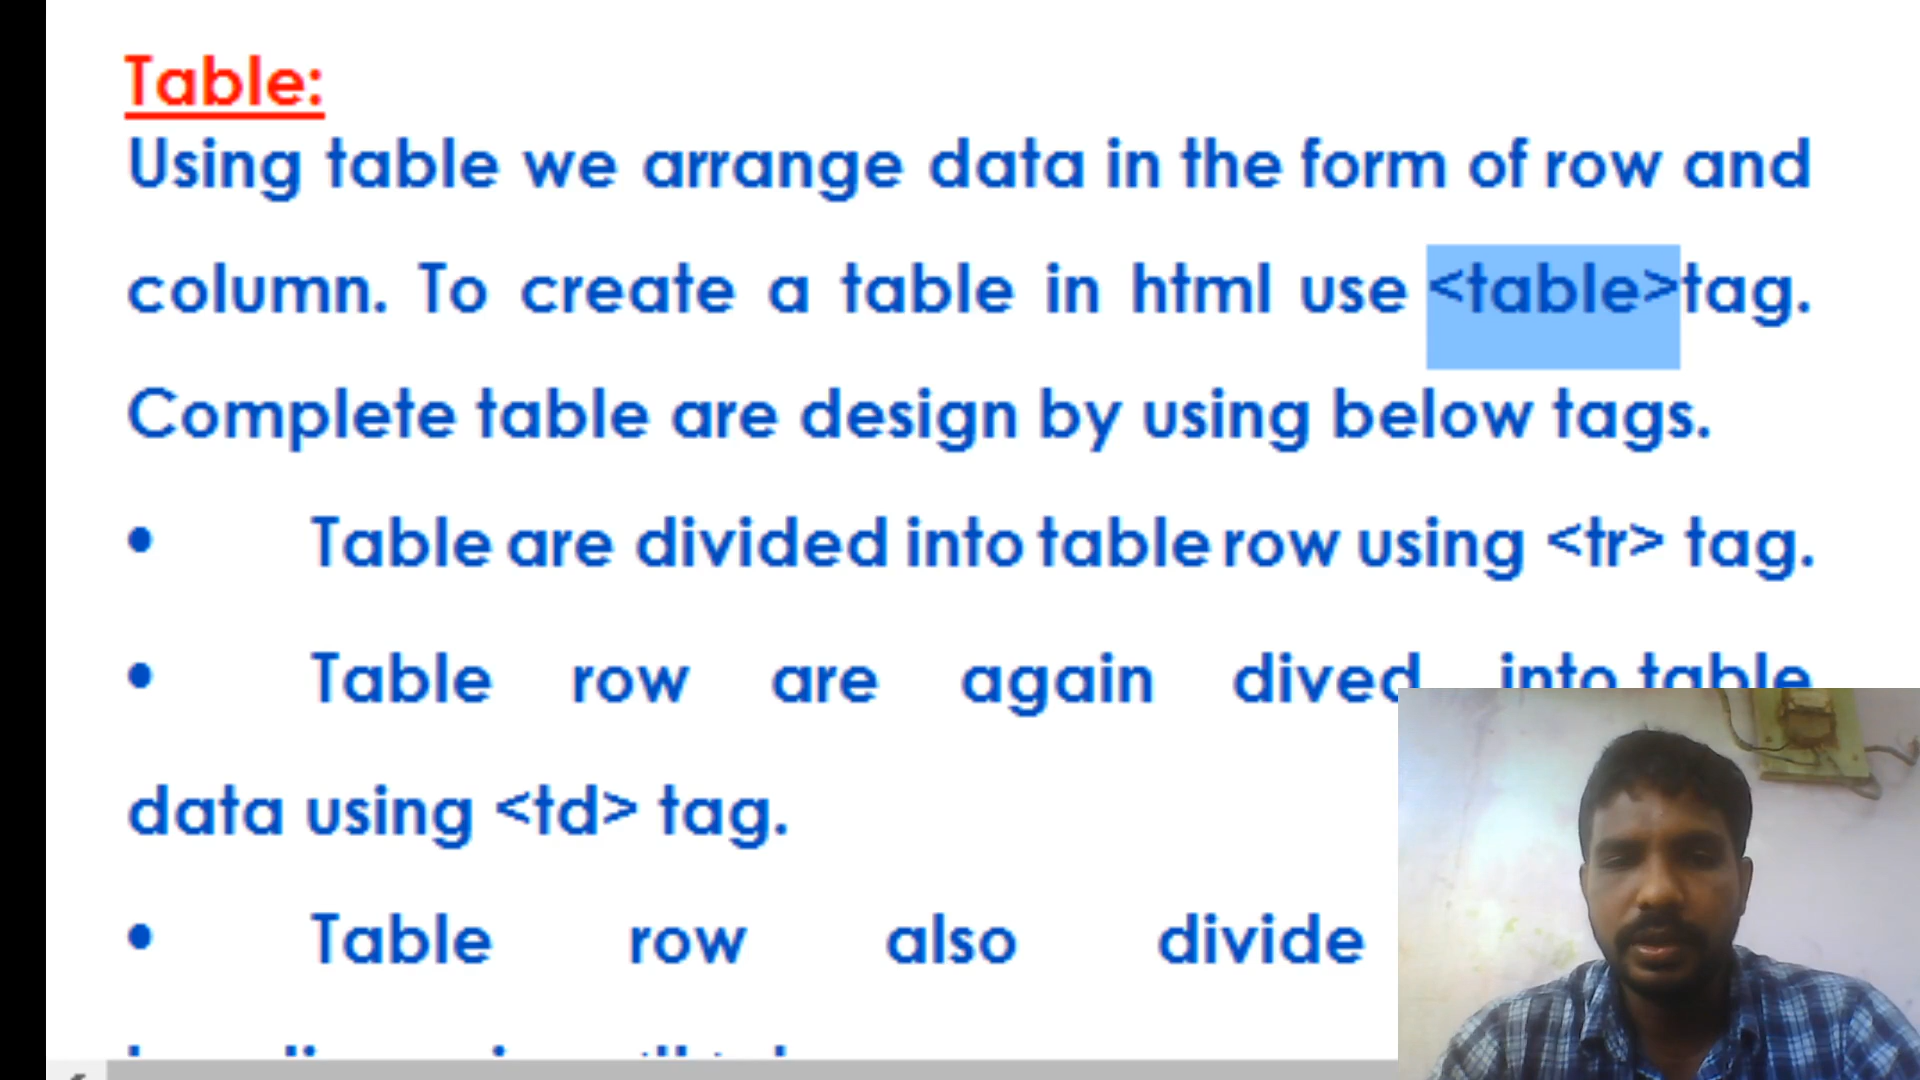 Table:
Using table we arrange data in the form of row and
column. To create a table in html use <table>tag.
Complete table are design by using below tags.
• Table are divided into table row using <tr> tag.
• Table row are again dived into table
data using <td> tag.
• Table row also divide